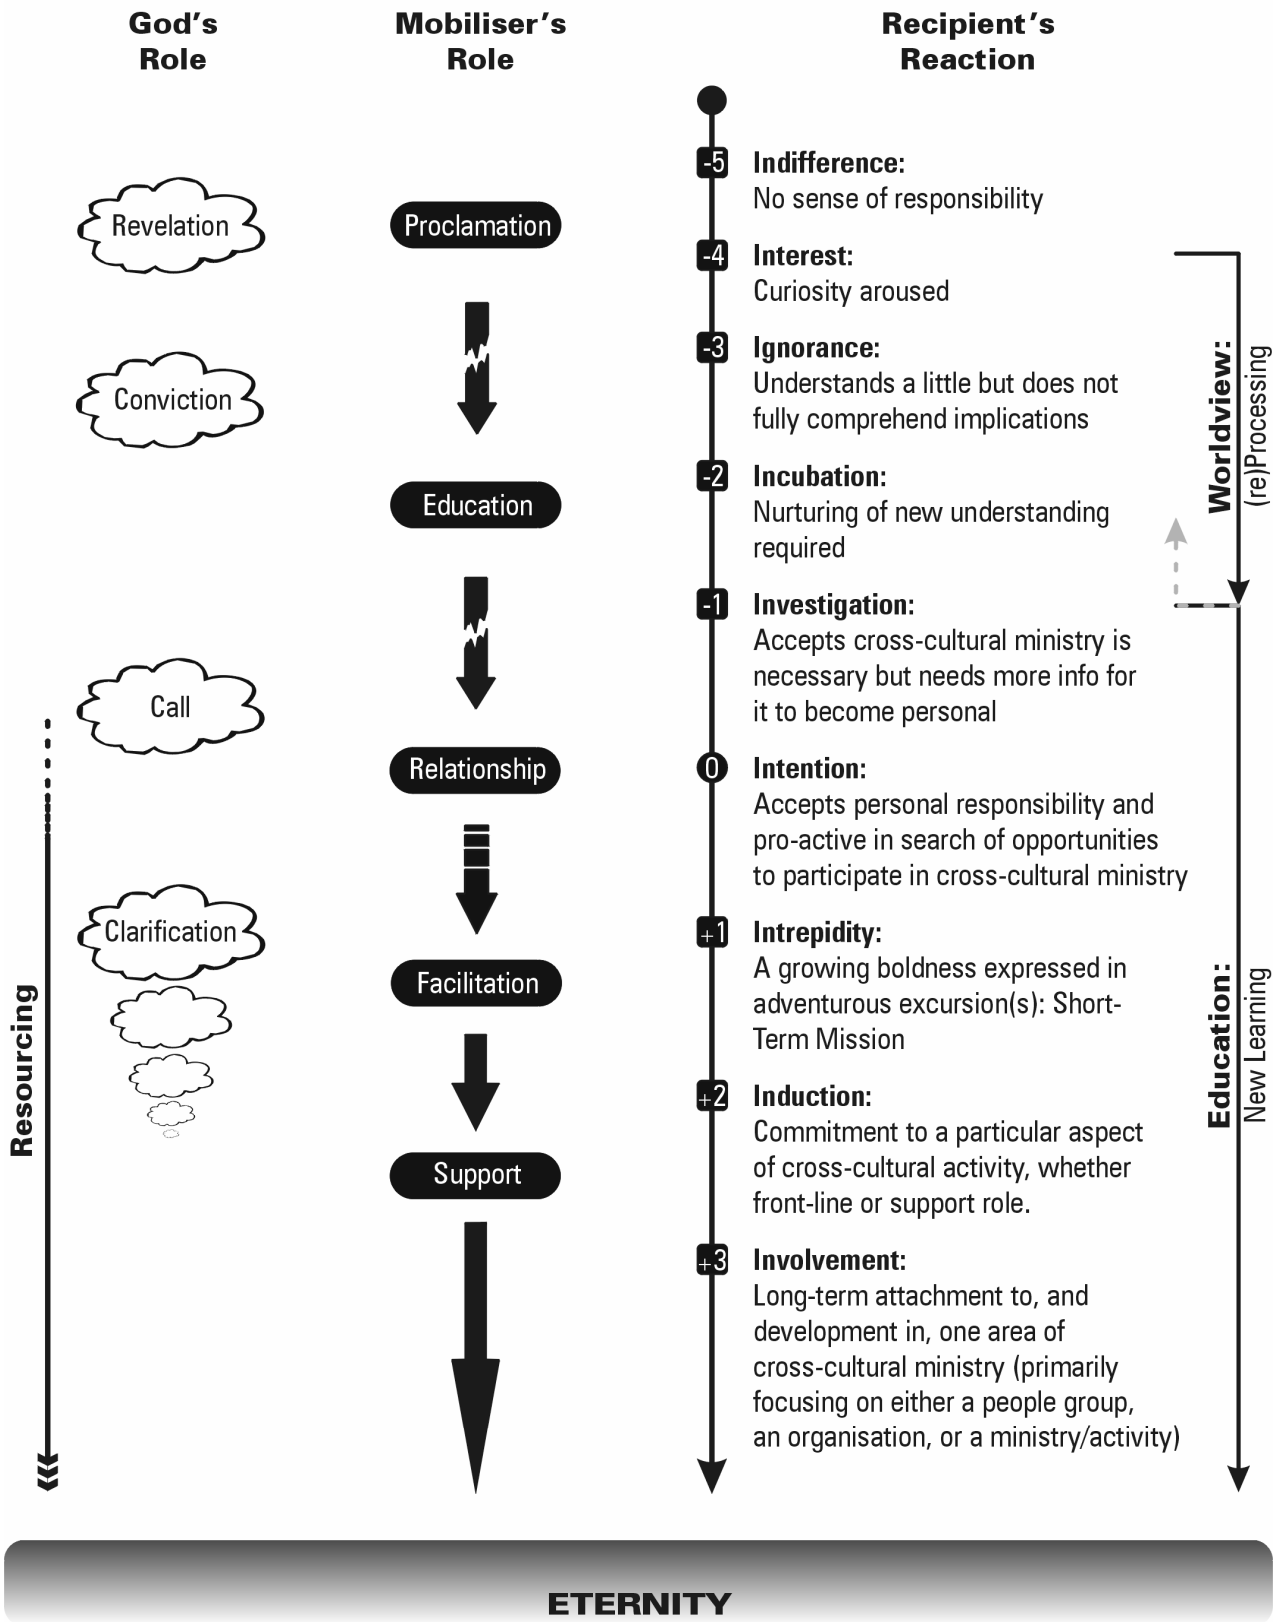 God's
Role
Mobiliser's
Role
Recipient's
Reaction
Revelation
Conviction
Call
Clarification
Resourcing
Proclamation
Education
Relationship
Facilitation
Support
-5 Indifference:
No sense of responsibility
-4 Interest:
Curiosity aroused
-3 Ignorance:
Understands a little but does not
fully comprehend implications
-2 Incubation:
Nurturing of new understanding
required
-1 Investigation:
Accepts cross-cultural ministry is
necessary but needs more info for
it to become personal
0 Intention:
Accepts personal responsibility and
pro-active in search of opportunities
to participate in cross-cultural ministry
+1 Intrepidity:
A growing boldness expressed in
adventurous excursion(s): Short-
Term Mission
+2 Induction:
Commitment to a particular aspect
of cross-cultural activity, whether
front-line or support role.
+3 Involvement:
Long-term attachment to, and
development in, one area of
cross-cultural ministry (primarily
focusing on either a people group,
an organisation, or a ministry/activity)
Worldview:
(re)Processing
Education:
New Learning
ETERNITY